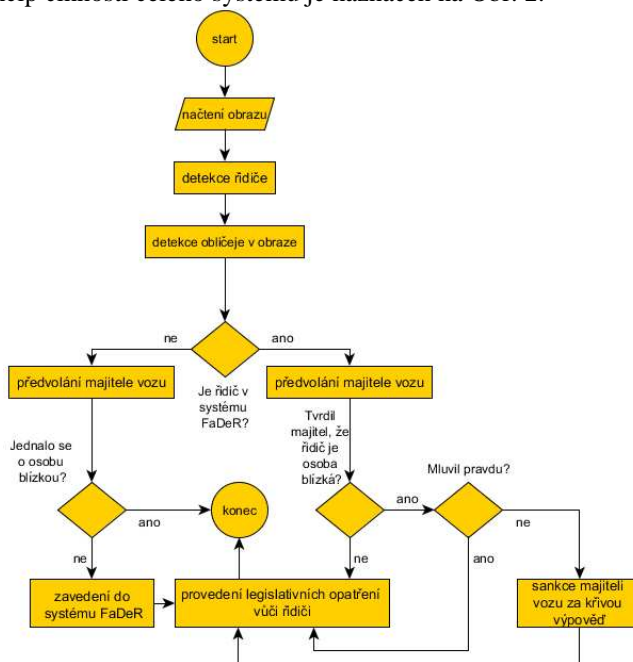 činnosti celého systému je naznačen na Obr. 2.
start
načtení obrazu
detekce řidiče
detekce obličeje v obraze
ne
ano
předvolání majitele vozu
Je řidič v
systému
FaDeR?
předvolání majitele vozu
Jednalo se
o osobu
blízkou?
Tvrdil
majitel, že
řidič je
osoba
blízká?
Mluvil pravdu?
ano
konec
ano
ne
ne
ne
ano
zavedení do
systému FaDeR
provedení legislativních opatření
vůči řidiči
sankce majiteli
vozu za křivou
výpověď